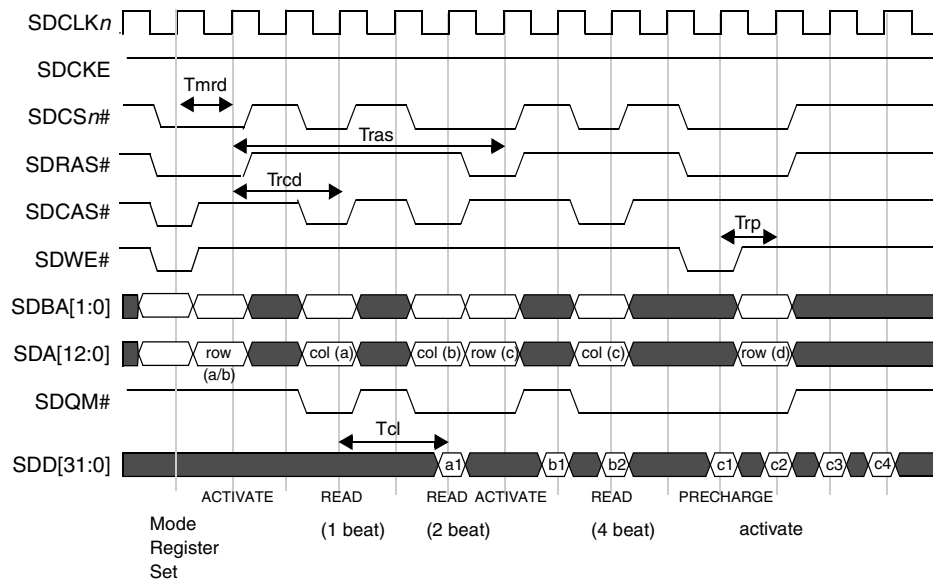 SDCLKn
SDCKE
Tmrd
SDCSn#
Tras
SDRAS#
Trcd
SDCAS#
Trp
SDWE#
SDBA[1:0]
SDA[12:0] row (a/b) col (a) col (b) row (c) col (c) row (d)
SDQM#
Tcl
SDD[31:0] a1 b1 b2 c1 c2 c3 c4
ACTIVATE READ READ ACTIVATE READ PRECHARGE
(1 beat) (2 beat) (4 beat) activate
Mode
Register
Set